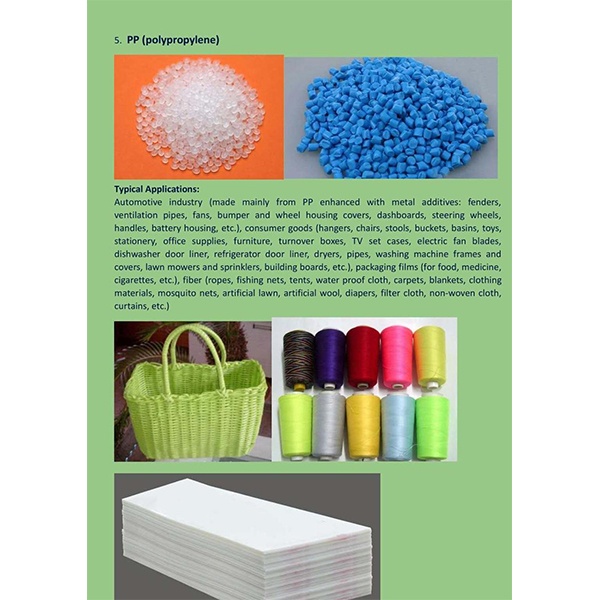 5. PP (polypropylene)
Typical Applications:
Automotive industry (made mainly from PP enhanced with metal additives: fenders,
ventilation pipes, fans, bumper and wheel housing covers, dashboards, steering wheels,
handles, battery housing, etc.), consumer goods (hangers, chairs, stools, buckets, basins, toys,
stationery, office supplies, furniture, turnover boxes, TV set cases, electric fan blades,
dishwasher door liner, refrigerator door liner, dryers, pipes, washing machine frames and
covers, lawn mowers and sprinklers, building boards, etc.), packaging films (for food, medicine,
cigarettes, etc.), fiber (ropes, fishing nets, tents, water proof cloth, carpets, blankets, clothing
materials, mosquito nets, artificial lawn, artificial wool, diapers, filter cloth, non-woven cloth,
curtains, etc.)